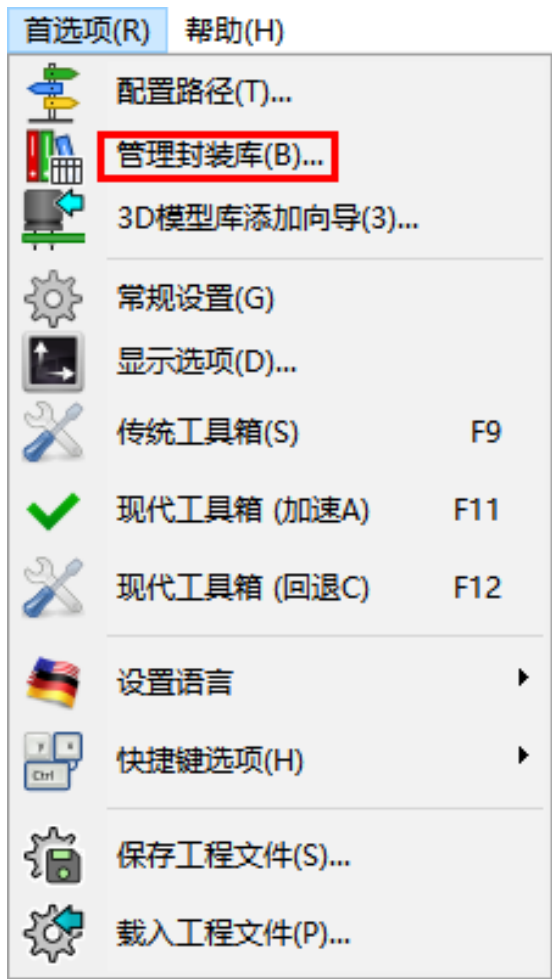 首选项(R) 帮助(H)
配置路径(T)...
管理封装库(B)...
3D模型库添加向导(3)...
常规设置(G)
显示选项(D)...
传统工具箱(S) F9
现代工具箱 (加速A) F11
现代工具箱 (回退C) F12
设置语言
快捷键选项(H)
Ctrl
保存工程文件(S)...
载入工程文件(P)...